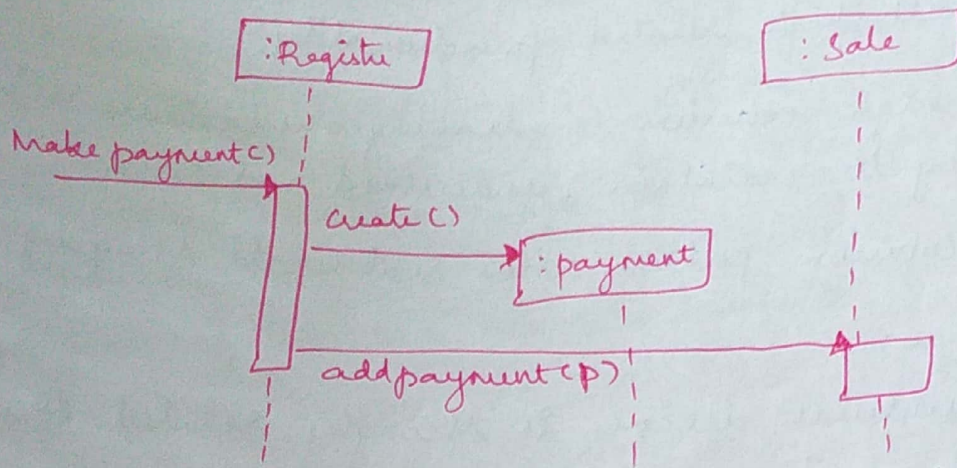 :Registe
: Sale
Make payment()
create()
: payment
addpayment(p)